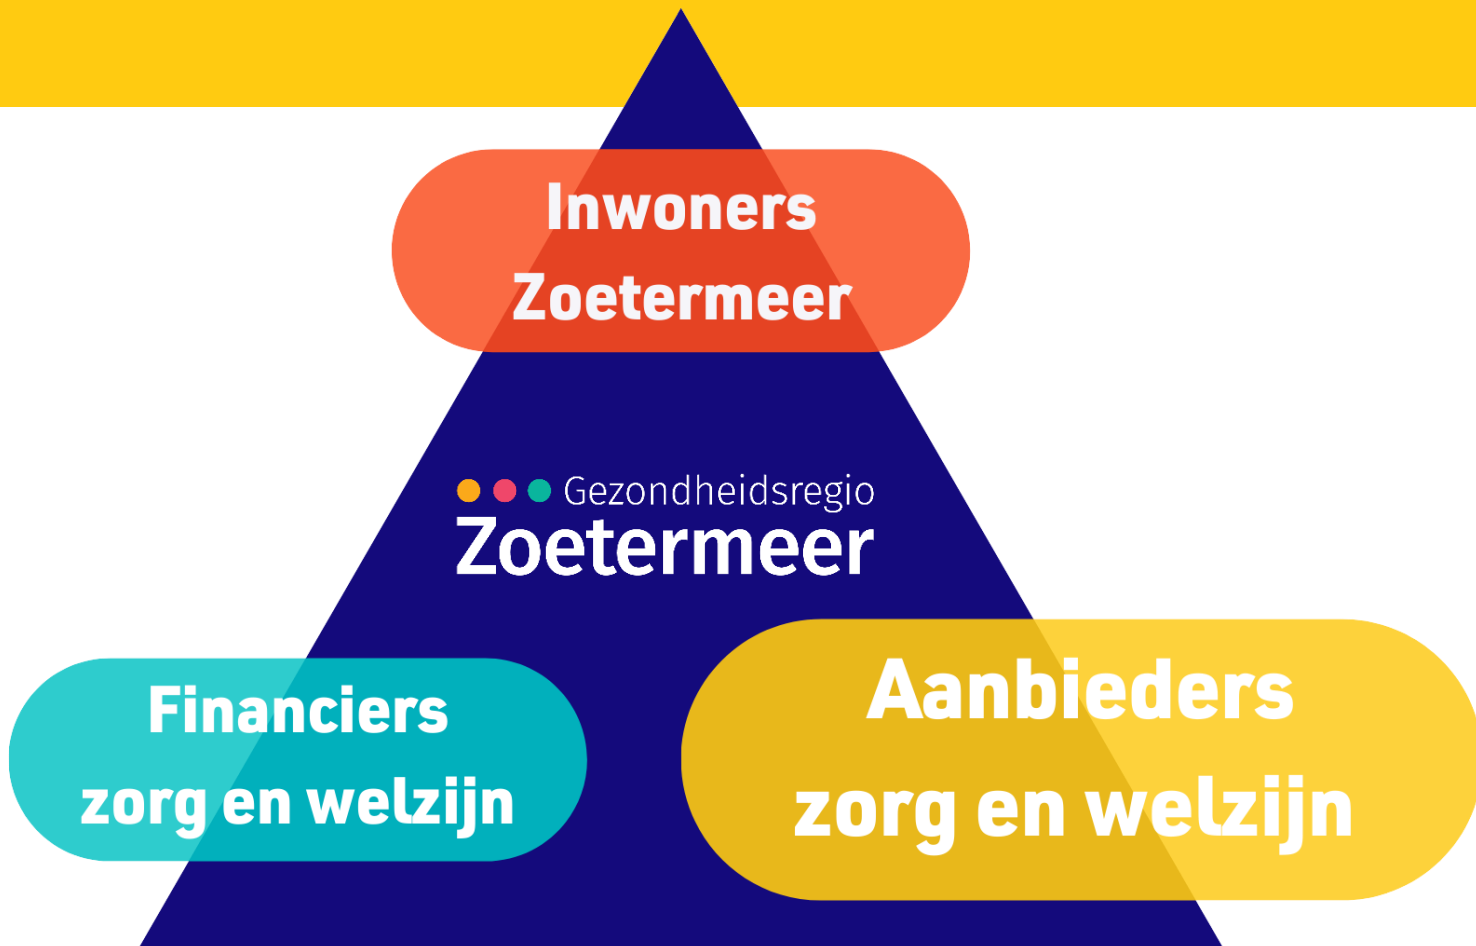 Inwoners
Zoetermeer
Gezondheidsregio
Zoetermeer
Financiers
zorg en welzijn
Aanbieders
zorg en welzijn